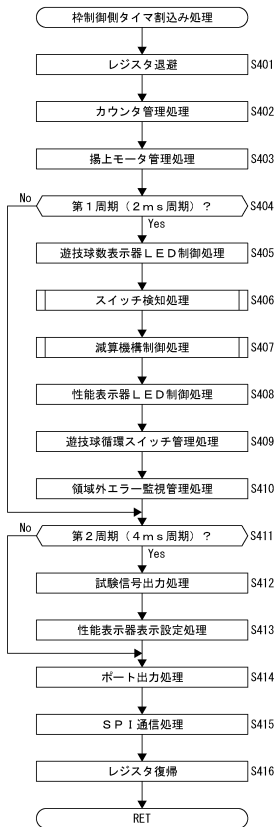 枠制御側タイマ割込み処理
レジスタ退避 S401
カウンタ管理処理 S402
揚上モータ管理処理 S403
No
第1周期(2ms周期)? S404
Yes
遊技球数表示器LED制御処理 S405
スイッチ検知処理 S406
減算機構制御処理 S407
性能表示器LED制御処理 S408
遊技球循環スイッチ管理処理 S409
領域外エラー監視管理処理 S410
No
第2周期(4ms周期)? S411
Yes
試験信号出力処理 S412
性能表示器表示設定処理 S413
ポート出力処理 S414
SPI通信処理 S415
レジスタ復帰 S416
RET